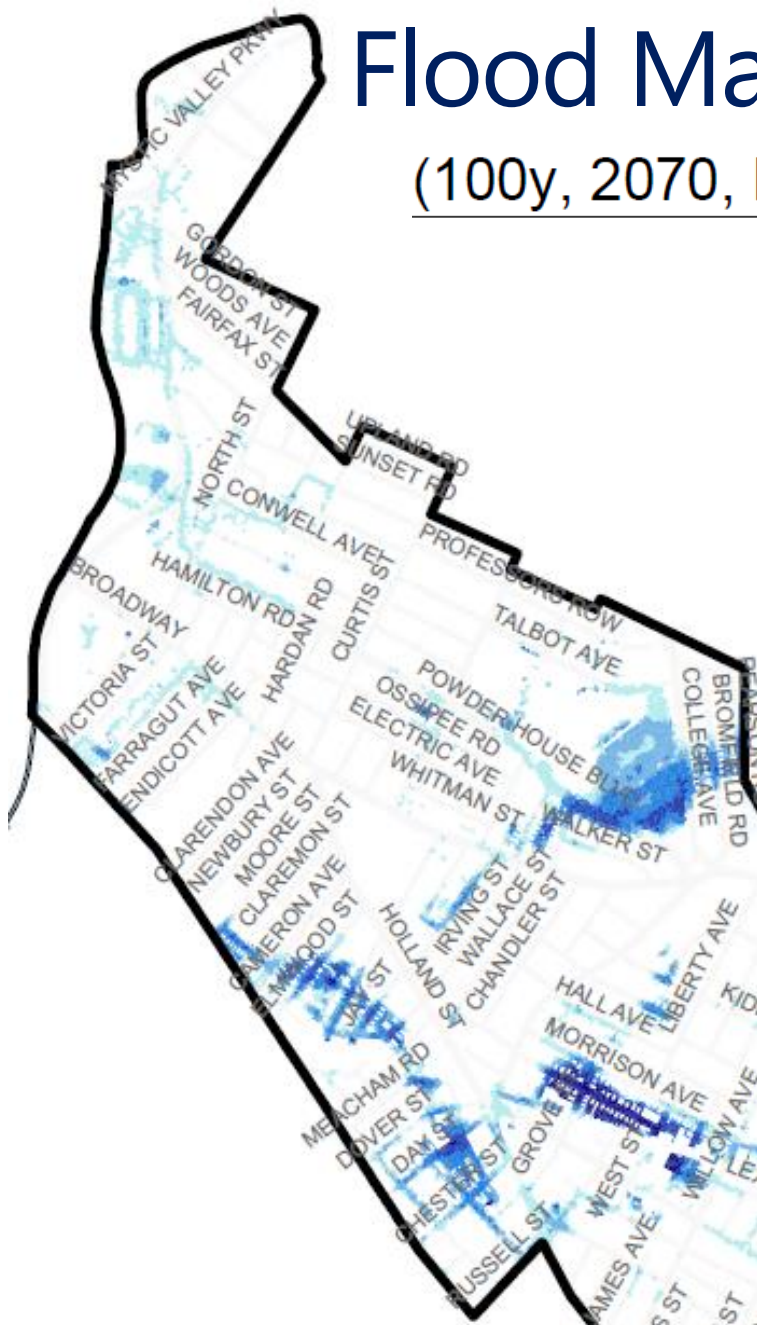 Flood Ma
(100y, 2070,
MYSTIC VALLEY PKWY
GORDON ST
WOODS AVE
FAIRFAX ST
UPLAND RD
SUNSET RD
NORTH ST
CONWELL AVE
PROFESSORS ROW
HAMILTON RD
BROADWAY
HARDAN RD
CURTIS ST
TALBOT AVE
VICTORIA ST
FARRAGUT AVE
ENDICOTT AVE
POWDER HOUSE BLVD
OSSIPEE RD
ELECTRIC AVE
WHITMAN ST
COLLEGE AVE
BROMFIELD RD
WALKER ST
CLARENDON AVE
NEWBURY ST
MOORE ST
CLAREMON ST
CAMERON AVE
ELMWOOD ST
JAY ST
HOLLAND ST
IRVING ST
WALLACE ST
CHANDLER ST
LIBERTY AVE
HALL AVE
KID
MORRISON AVE
MEACHAM RD
DOVER ST
DAY ST
CHESTER ST
GROVE
WEST ST
WILLOW AVE
LEX
RUSSELL ST
JAMES AVE
S ST
ST